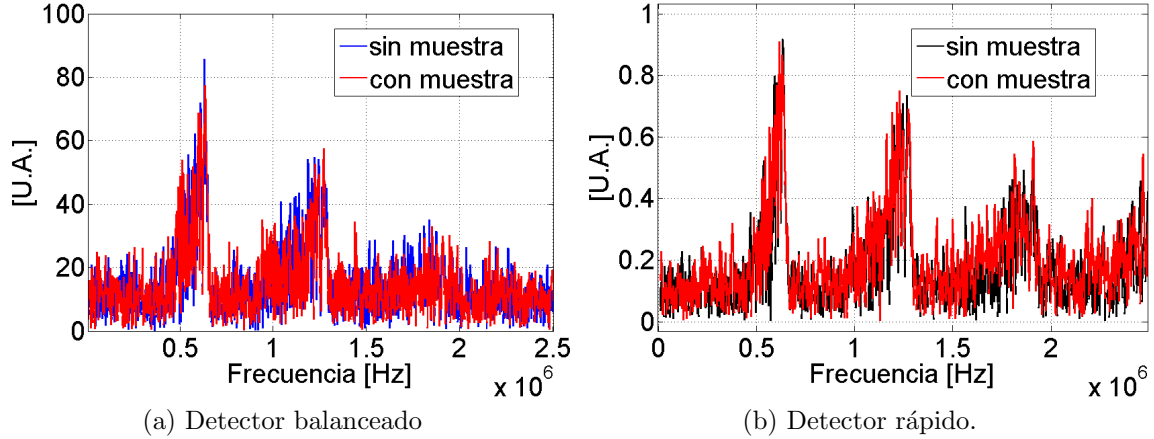 100
80
60
40
20
0
[U.A.]
sin muestra
con muestra
0.5 1 1.5 2 2.5
Frecuencia [Hz]
x 10^6
(a) Detector balanceado
1
0.8
0.6
0.4
0.2
0
[U.A.]
sin muestra
con muestra
0 0.5 1 1.5 2
Frecuencia [Hz]
x 10^6
(b) Detector rápido.